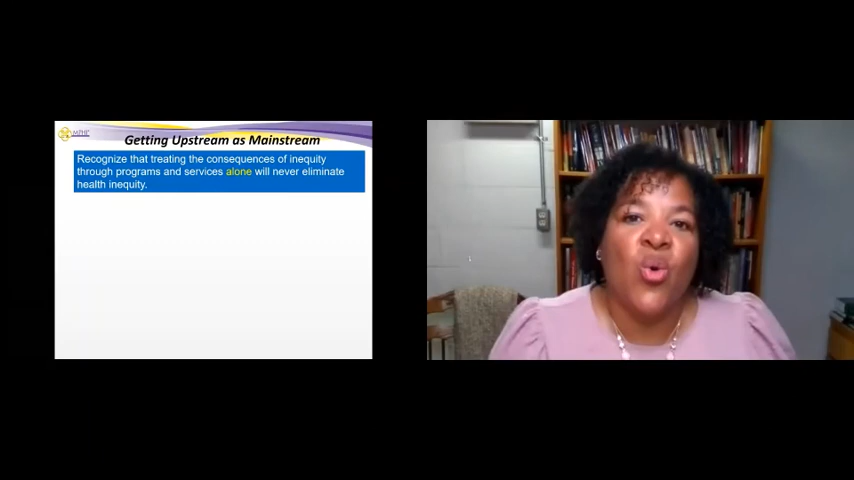 MPHI
Getting Upstream as Mainstream
Recognize that treating the consequences of inequity
through programs and services alone will never eliminate
health inequity.